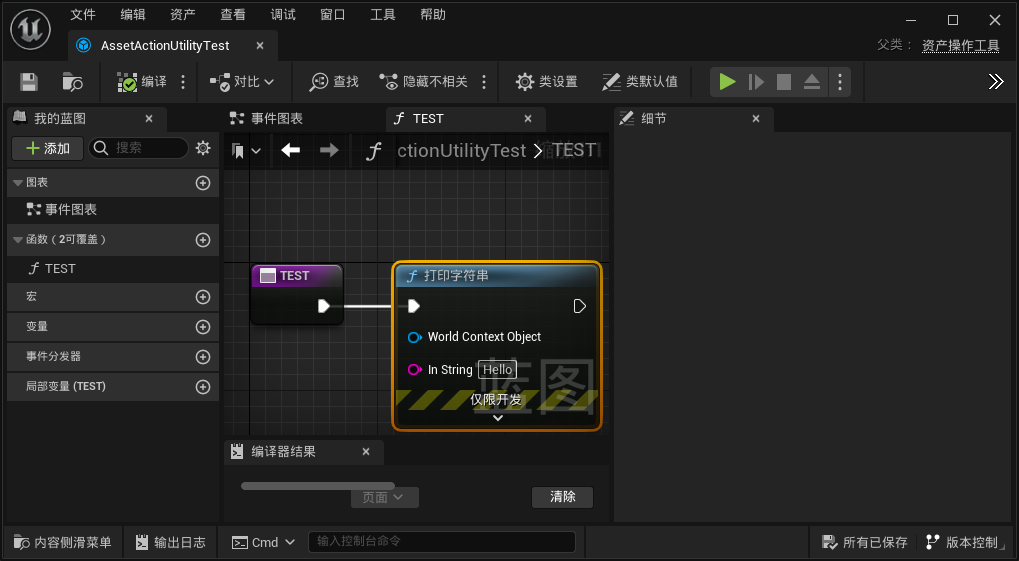 文件 编辑 资产 查看 调试 窗口 工具 帮助
AssetActionUtilityTest
父类： 资产操作工具
编译 对比 查找 隐藏不相关 类设置 类默认值
我的蓝图 事件图表 TEST 细节
添加 搜索
ctionUtilityTest TEST
图表
事件图表
函数（2可覆盖）
TEST
宏
变量
事件分发器
局部变量 (TEST)
TEST
打印字符串
World Context Object
In String Hello
仅限开发
蓝图
编译器结果
页面 清除
内容侧滑菜单 输出日志 Cmd 输入控制台命令 所有已保存 版本控制